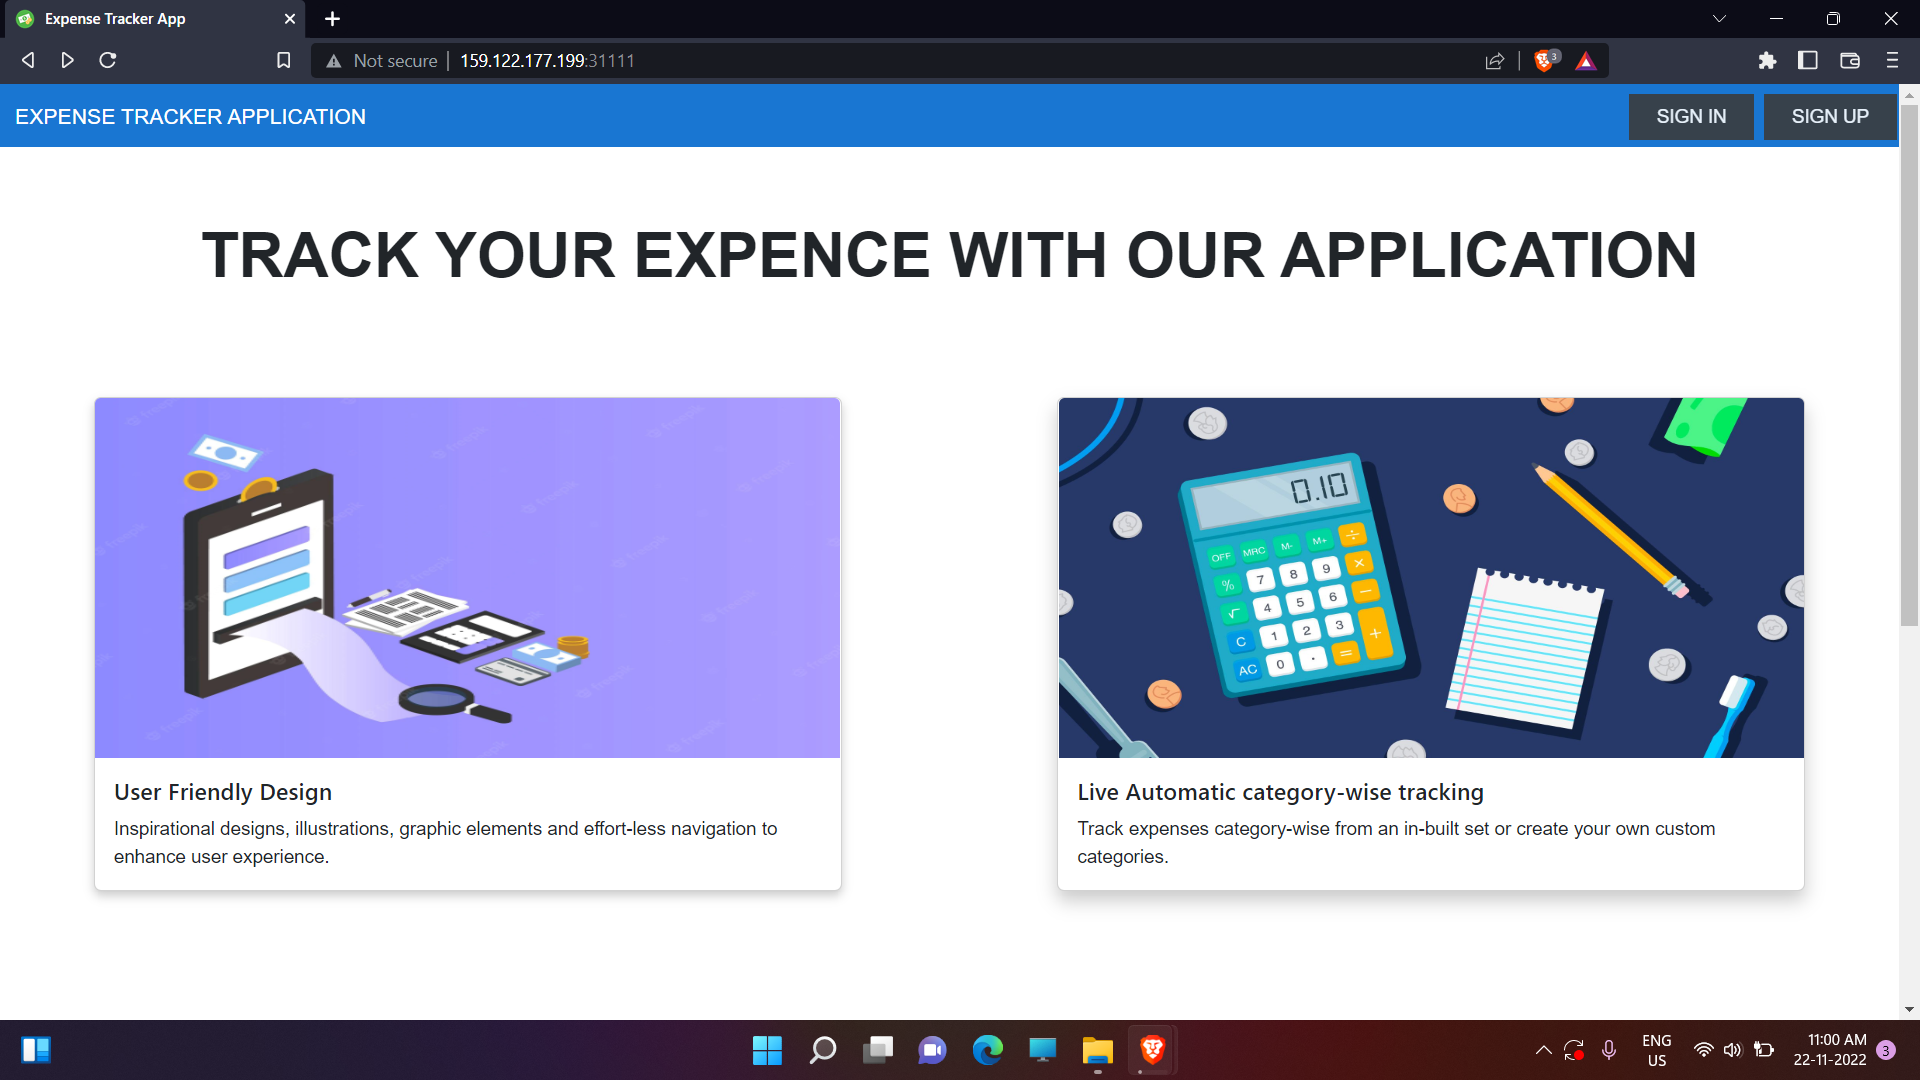 Expense Tracker App
Not secure
159.122.177.199:31111
3
EXPENSE TRACKER APPLICATION
SIGN IN
SIGN UP
TRACK YOUR EXPENCE WITH OUR APPLICATION
0.10
OFF MRC M- M+ ÷
% 7 8 9 ×
√ 4 5 6 −
C 1 2 3 +
AC 0 . =
User Friendly Design
Inspirational designs, illustrations, graphic elements and effort-less navigation to
enhance user experience.
Live Automatic category-wise tracking
Track expenses category-wise from an in-built set or create your own custom
categories.
ENG
US
11:00 AM
22-11-2022
3